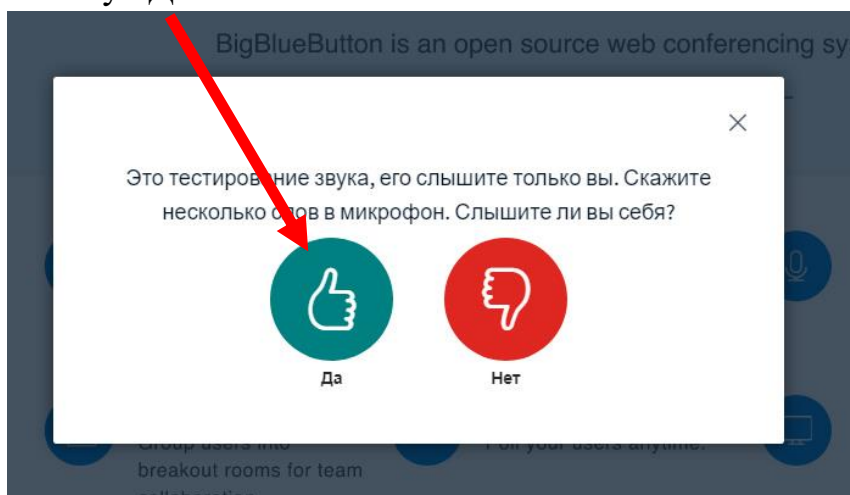 BigBlueButton is an open source web conferencing sy
Это тестирование звука, его слышите только вы. Скажите
несколько слов в микрофон. Слышите ли вы себя?
Да
Нет
Group users into
breakout rooms for team
Poll your users anytime.